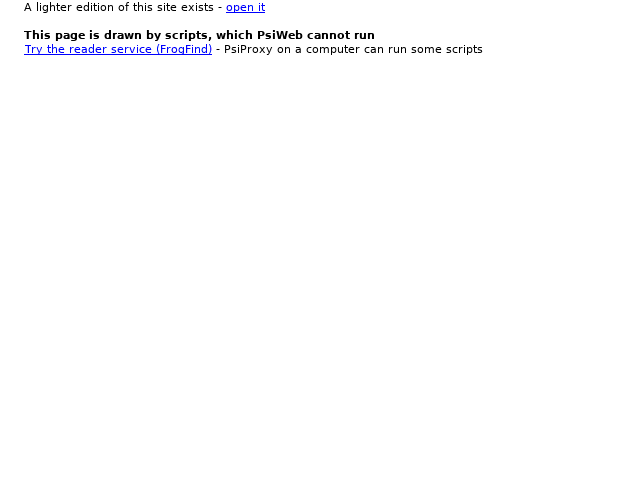 A lighter edition of this site exists - open it
This page is drawn by scripts, which PsiWeb cannot run
Try the reader service (FrogFind) - PsiProxy on a computer can run some scripts